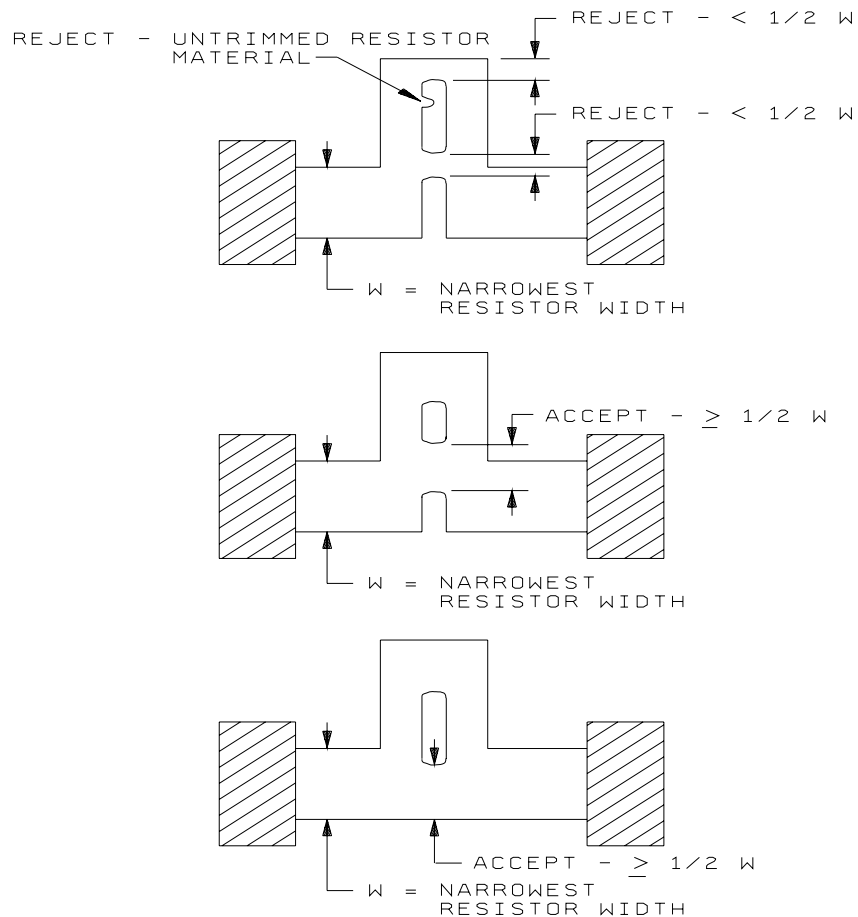 REJECT - < 1/2 W
REJECT - UNTRIMMED RESISTOR
MATERIAL
REJECT - < 1/2 W
W = NARROWEST
RESISTOR WIDTH
ACCEPT - ≥ 1/2 W
W = NARROWEST
RESISTOR WIDTH
ACCEPT - ≥ 1/2 W
W = NARROWEST
RESISTOR WIDTH